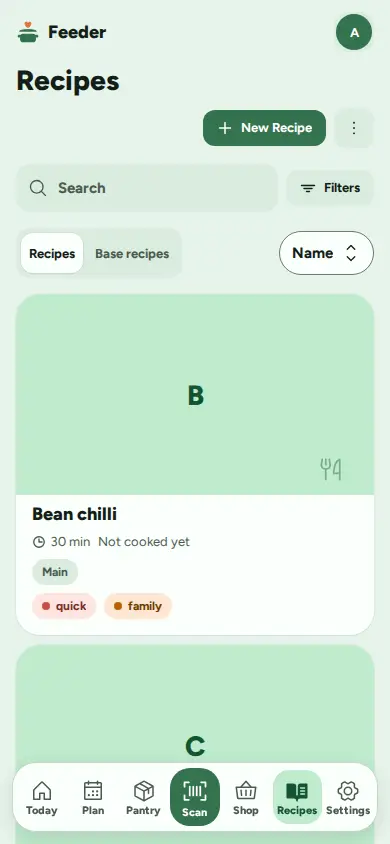 Feeder
A
Recipes
New Recipe
Search
Filters
Recipes
Base recipes
Name
B
Bean chilli
30 min Not cooked yet
Main
quick
family
C
Today
Plan
Pantry
Scan
Shop
Recipes
Settings